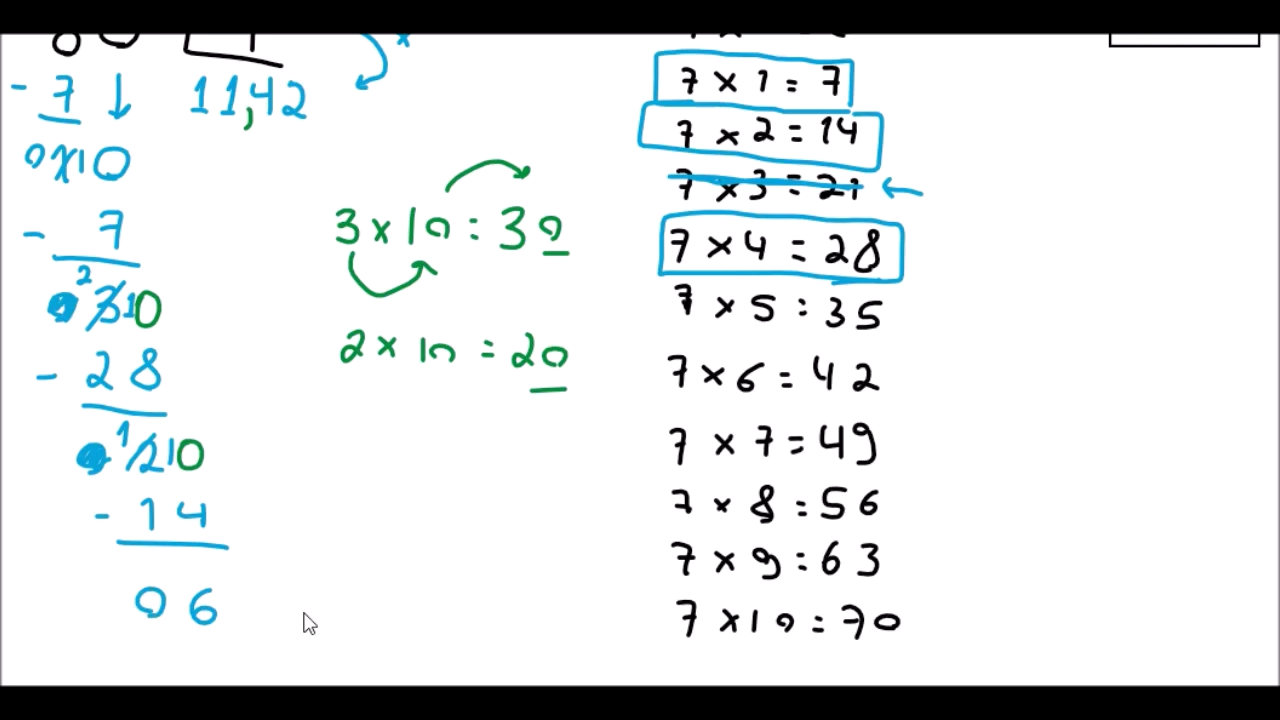 - 7 11,42
0 10
- 7
2 3 10
- 28
1 2 10
- 14
06
3 × 10 = 30
2 × 10 = 20
7 × 1 = 7
7 × 2 = 14
7 × 3 = 21
7 × 4 = 28
7 × 5 = 35
7 × 6 = 42
7 × 7 = 49
7 × 8 = 56
7 × 9 = 63
7 × 10 = 70